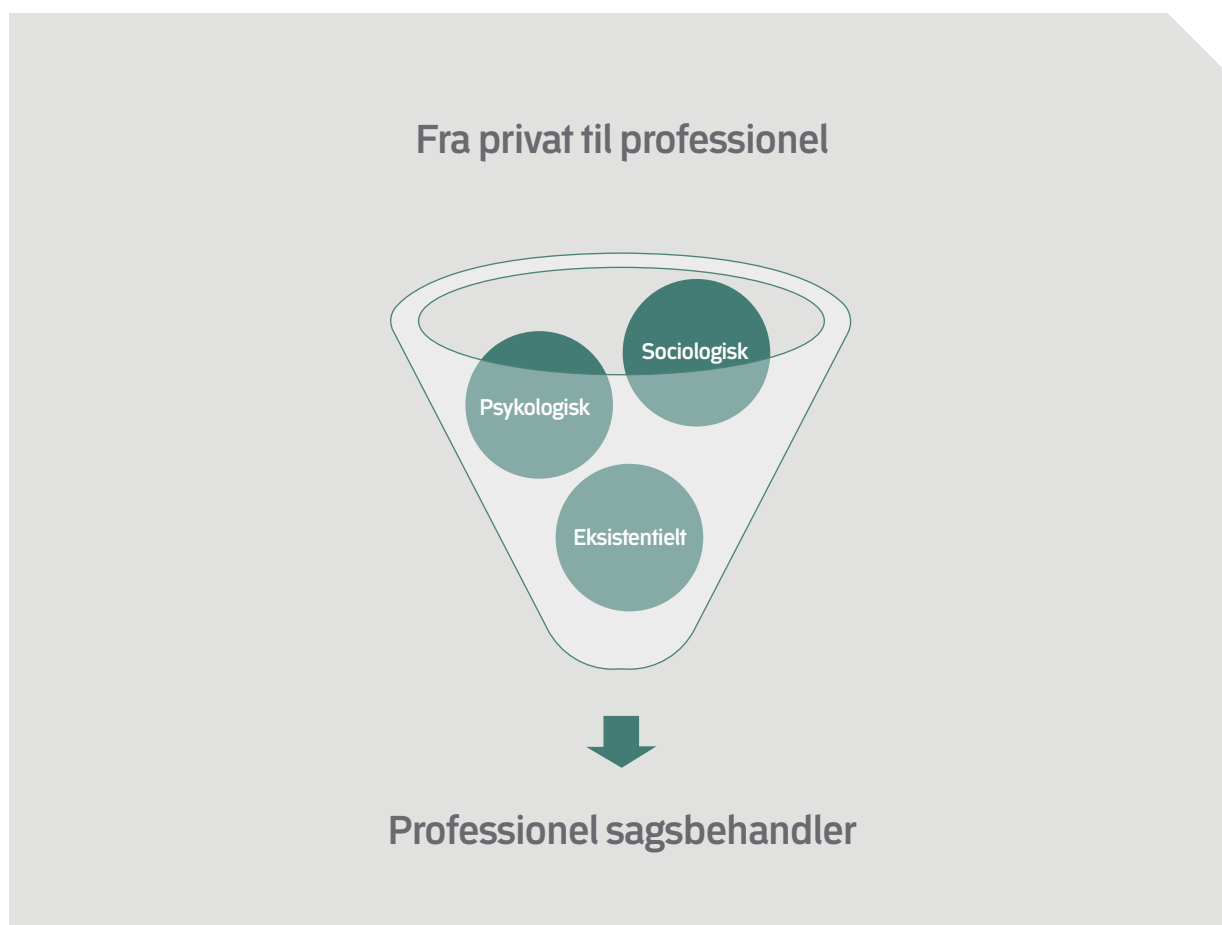 Fra privat til professionel
Sociologisk
Psykologisk
Eksistentielt
Professionel sagsbehandler